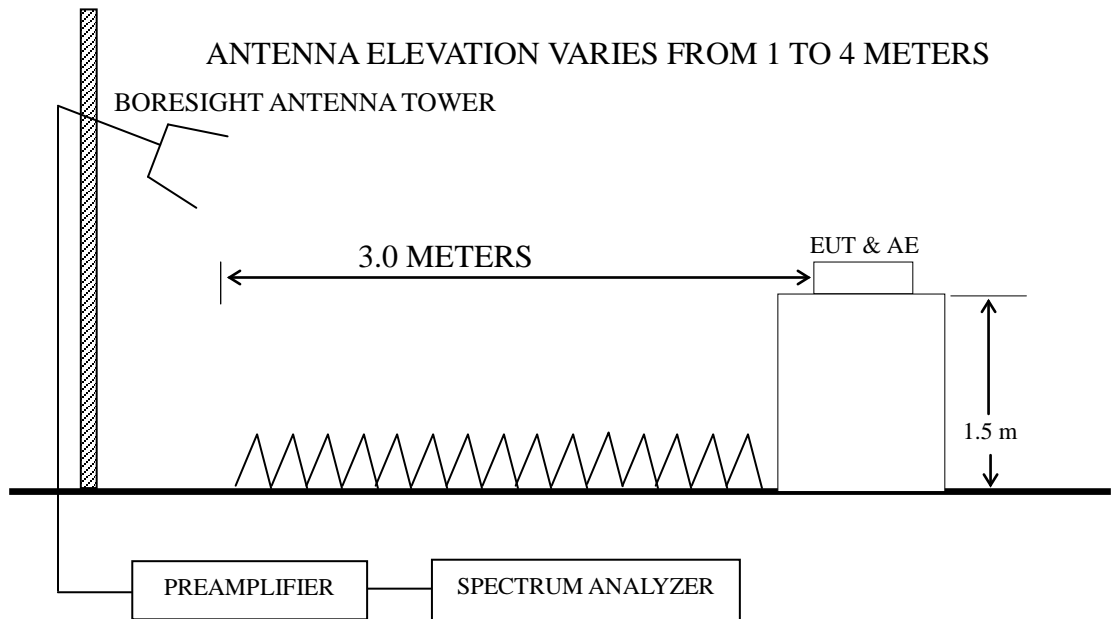 ANTENNA ELEVATION VARIES FROM 1 TO 4 METERS
BORESIGHT ANTENNA TOWER
3.0 METERS
EUT & AE
1.5 m
PREAMPLIFIER
SPECTRUM ANALYZER